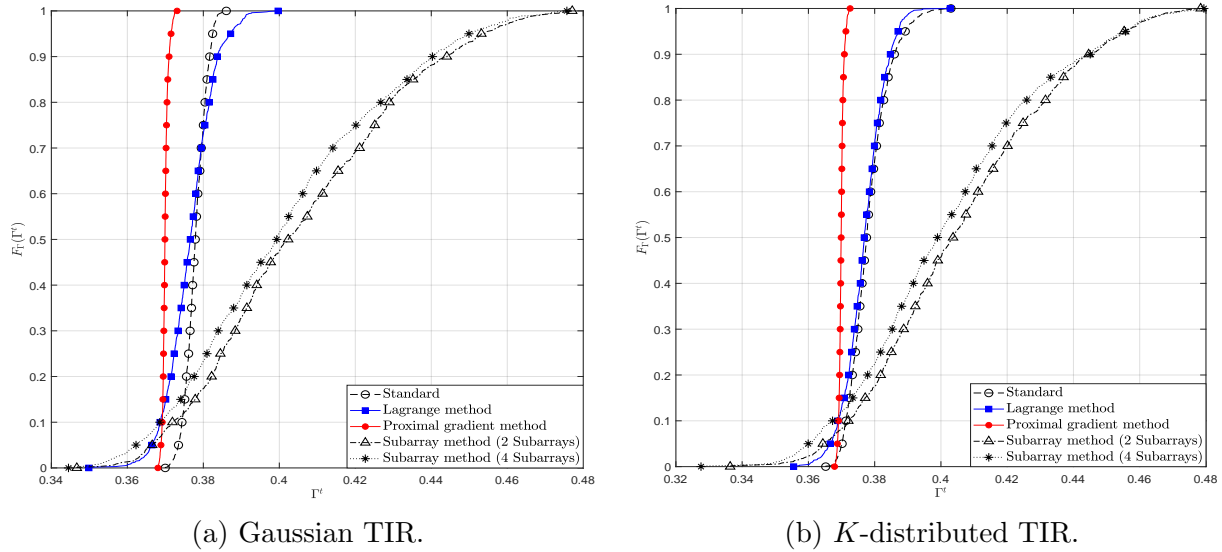 1
0.9
0.8
0.7
0.6
0.5
0.4
0.3
0.2
0.1
0
F_Γ(Γ^t)
Standard
Lagrange method
Proximal gradient method
Subarray method (2 Subarrays)
Subarray method (4 Subarrays)
0.34 0.36 0.38 0.4 0.42 0.44 0.46 0.48
Γ^t
(a) Gaussian TIR.
1
0.9
0.8
0.7
0.6
0.5
0.4
0.3
0.2
0.1
0
F_Γ(Γ^t)
Standard
Lagrange method
Proximal gradient method
Subarray method (2 Subarrays)
Subarray method (4 Subarrays)
0.32 0.34 0.36 0.38 0.4 0.42 0.44 0.46 0.48
Γ^t
(b) K-distributed TIR.